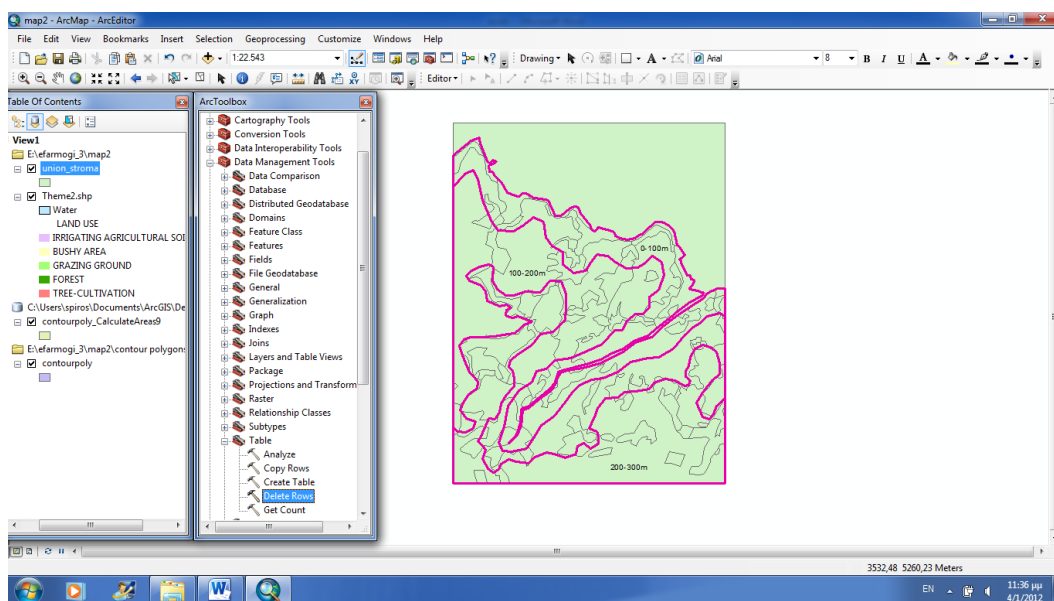 map2 - ArcMap - ArcEditor
File Edit View Bookmarks Insert Selection Geoprocessing Customize Windows Help
1:22.543 Drawing Arial 8 B I U A
Editor
Table Of Contents
View1
E:\efarmogi_3\map2
union_stroma
Theme2.shp
Water
LAND USE
IRRIGATING AGRICULTURAL SOI
BUSHY AREA
GRAZING GROUND
FOREST
TREE-CULTIVATION
C:\Users\spiros\Documents\ArcGIS\De
contourpoly_CalculateAreas9
E:\efarmogi_3\map2\contour polygon
contourpoly
ArcToolbox
Cartography Tools
Conversion Tools
Data Interoperability Tools
Data Management Tools
Data Comparison
Database
Distributed Geodatabase
Domains
Feature Class
Features
Fields
File Geodatabase
General
Generalization
Graph
Indexes
Joins
Layers and Table Views
Package
Projections and Transform
Raster
Relationship Classes
Subtypes
Table
Analyze
Copy Rows
Create Table
Delete Rows
Get Count
0-100m
100-200m
200-300m
3532,48 5260,23 Meters
EN
11:36 μμ
4/1/2012